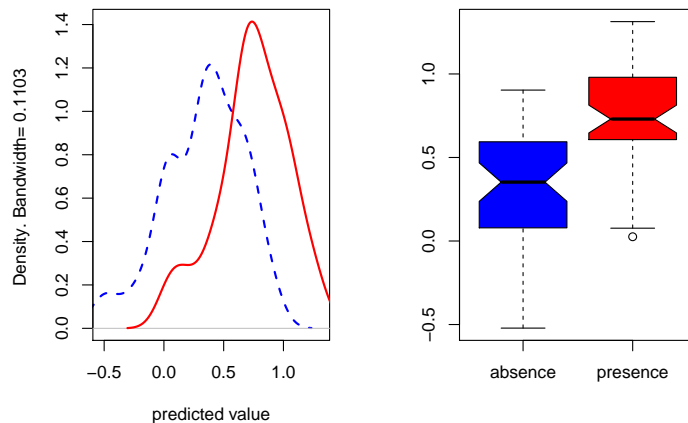 Density. Bandwidth= 0.1103
0.0 0.2 0.4 0.6 0.8 1.0 1.2 1.4
−0.5 0.0 0.5 1.0
predicted value
−0.5 0.0 0.5 1.0
absence presence